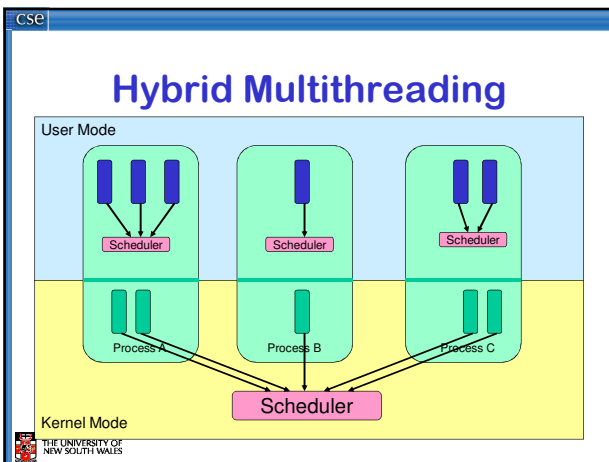 cse
Hybrid Multithreading
User Mode
Scheduler
Scheduler
Scheduler
Process A
Process B
Process C
Scheduler
Kernel Mode
THE UNIVERSITY OF
NEW SOUTH WALES